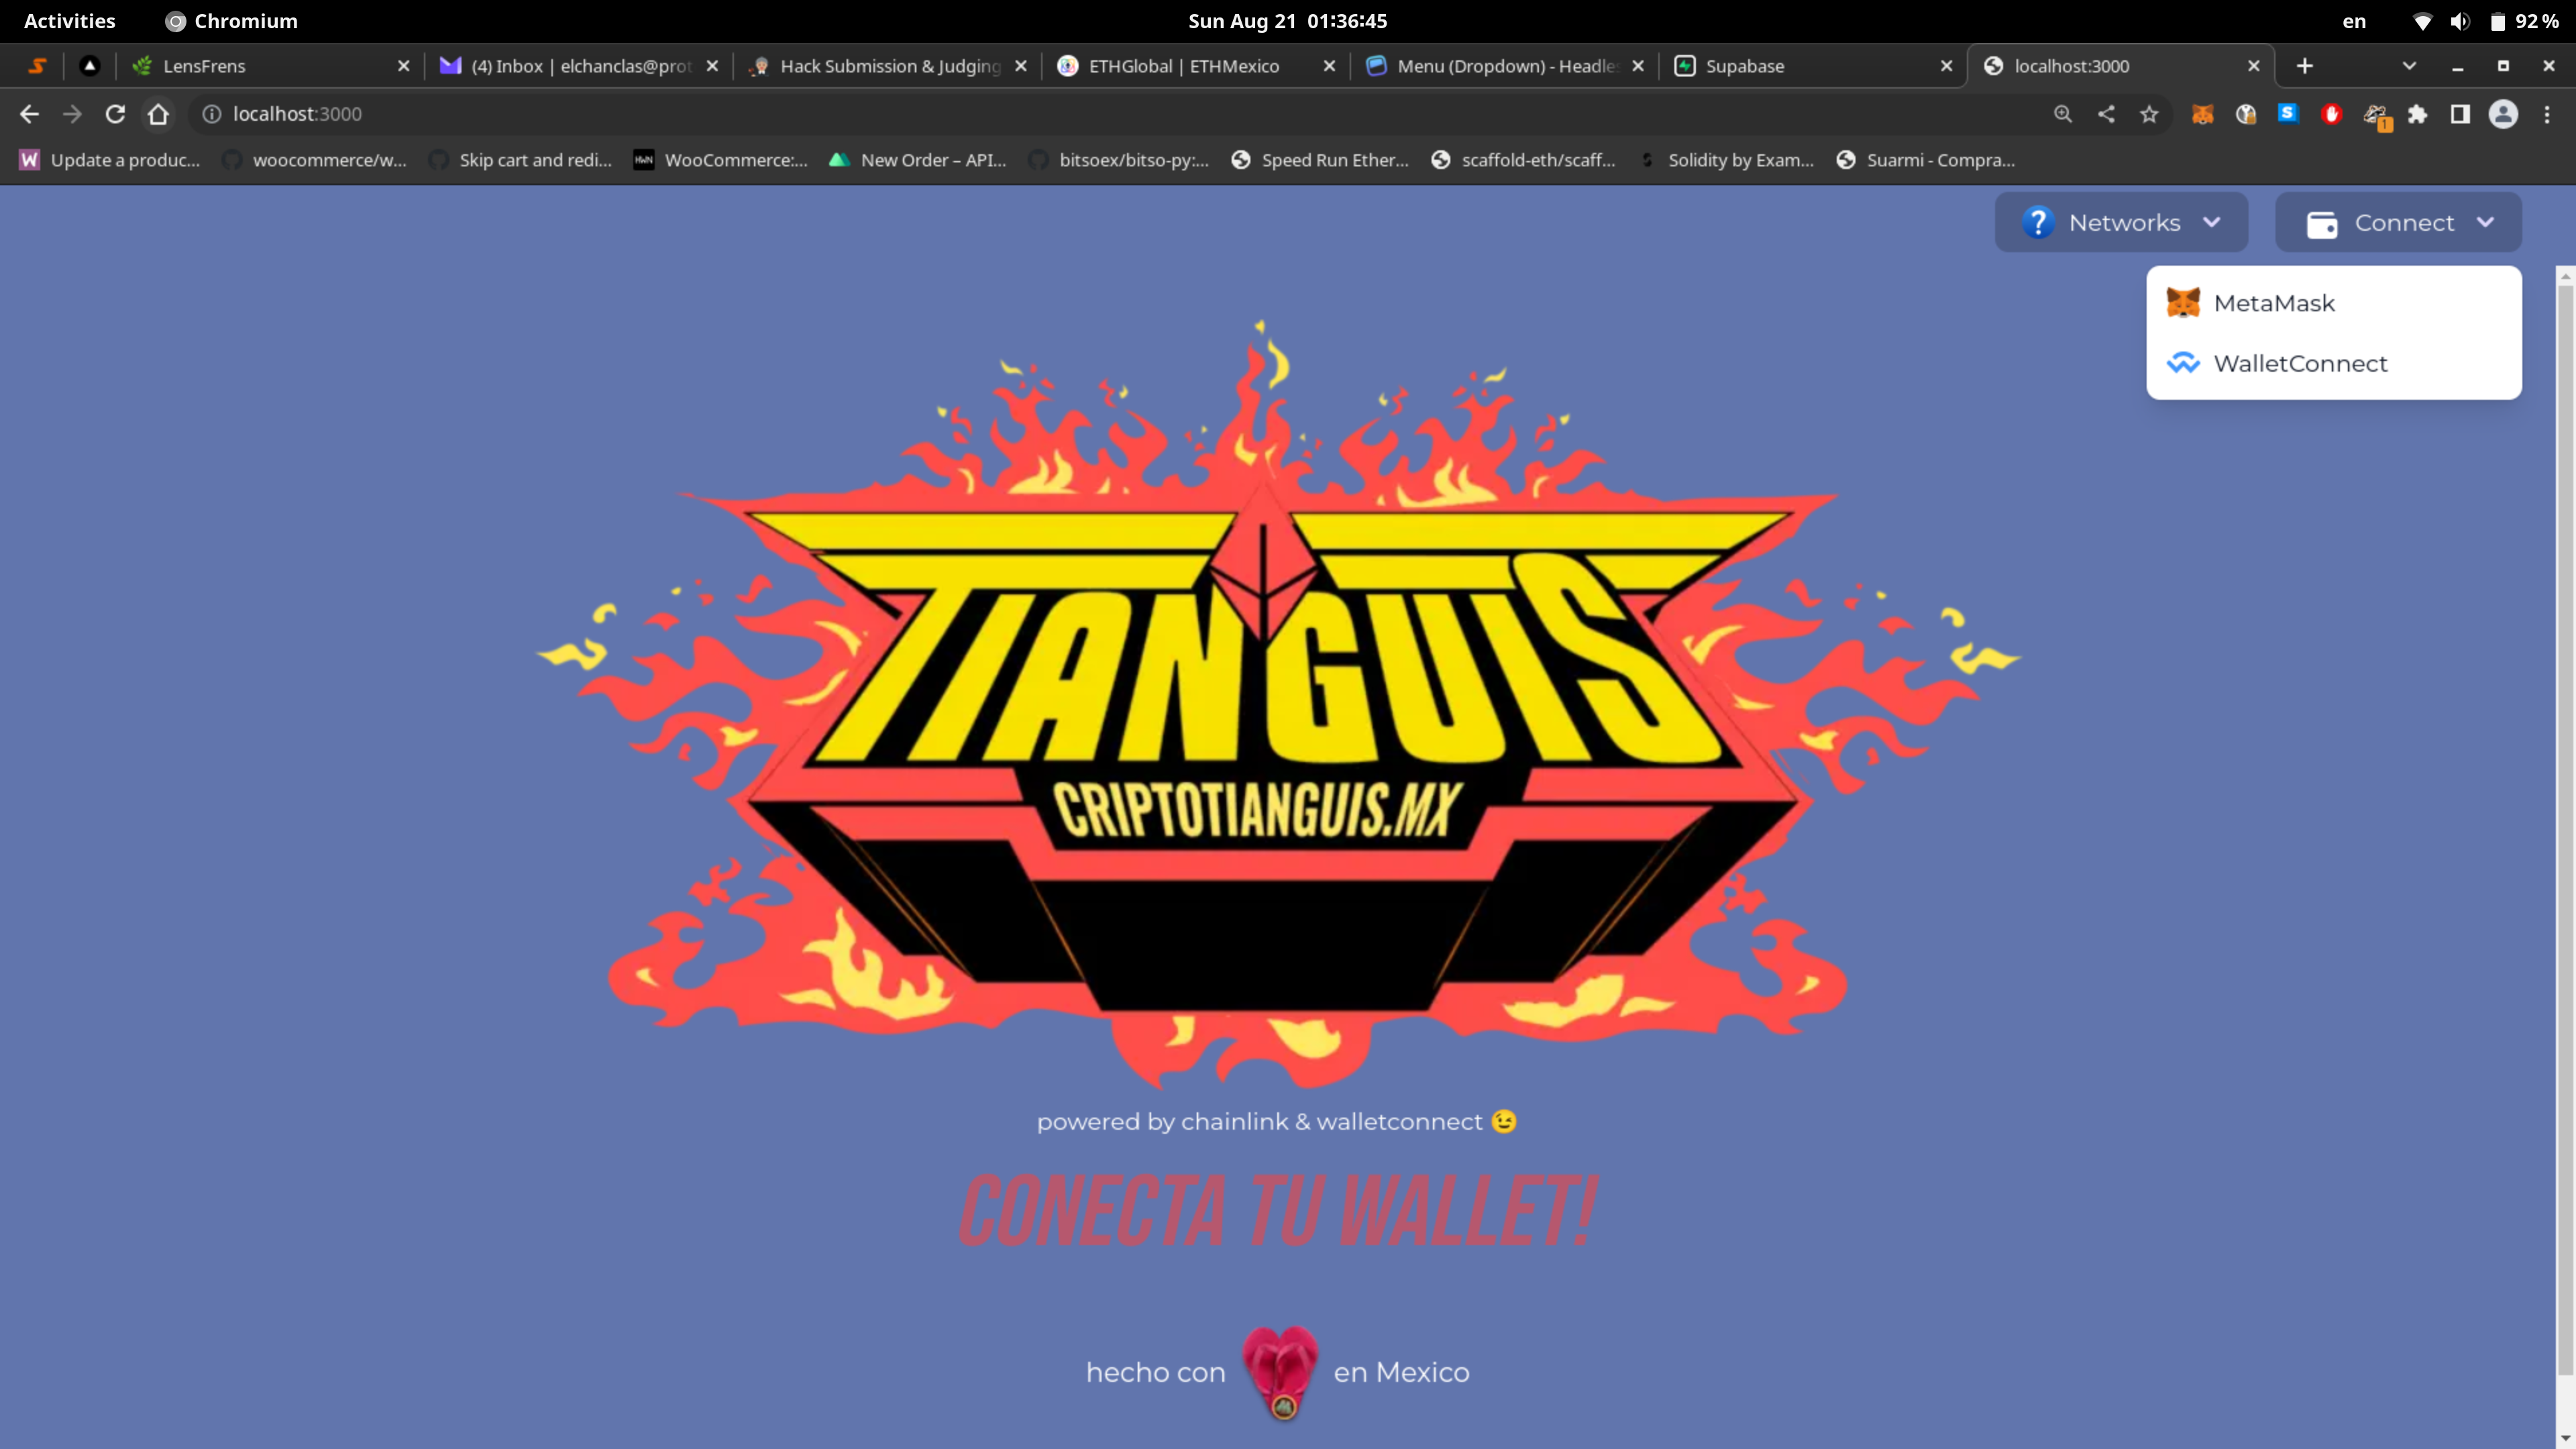 Activities Chromium Sun Aug 21 01:36:45 en 92%
LensFrens (4) Inbox | elchanclas@prot Hack Submission & Judging ETHGlobal | ETHMexico Menu (Dropdown) - Headles Supabase localhost:3000
localhost:3000
Update a produc... woocommerce/w... Skip cart and redi... WooCommerce:... New Order – API... bitsoex/bitso-py:... Speed Run Ether... scaffold-eth/scaff... Solidity by Exam... Suarmi - Compra...
Networks Connect
MetaMask
WalletConnect
TIANGUIS
CRIPTOTIANGUIS.MX
powered by chainlink & walletconnect 😉
CONECTA TU WALLET!
hecho con en Mexico